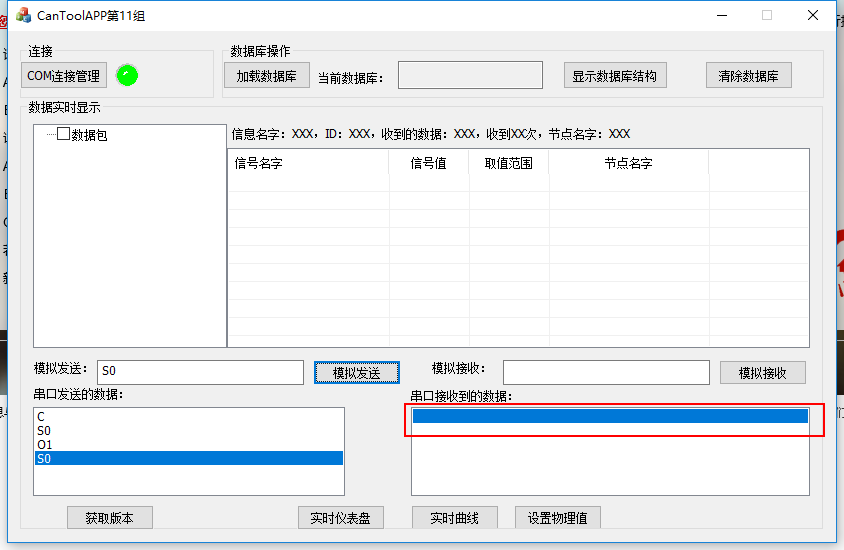 CanToolAPP第11组
连接
数据库操作
COM连接管理
加载数据库
当前数据库：
显示数据库结构
清除数据库
数据实时显示
数据包
信息名字：XXX，ID：XXX，收到的数据：XXX，收到XX次，节点名字：XXX
信号名字 信号值 取值范围 节点名字
模拟发送：
S0
模拟发送
模拟接收：
模拟接收
串口发送的数据：
串口接收到的数据：
C
S0
O1
S0
获取版本
实时仪表盘
实时曲线
设置物理值